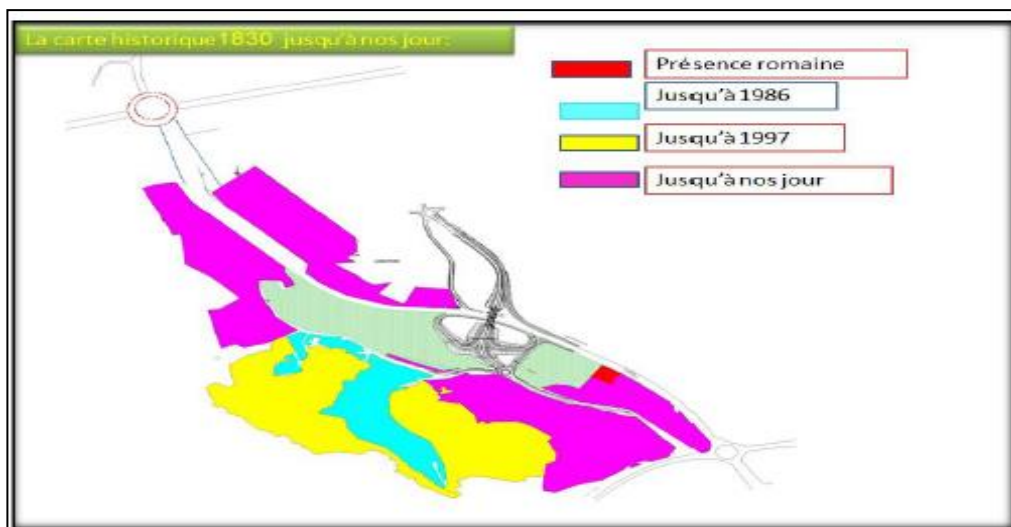 La carte historique 1830 jusqu'à nos jour:
Présence romaine
Jusqu'à 1986
Jusqu'à 1997
Jusqu'à nos jour